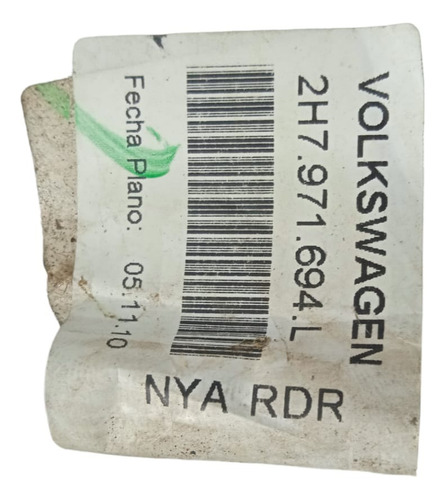 VOLKSWAGEN
2H7.971.694.L
Fecha Plano: 05.11.10
NYA RDR